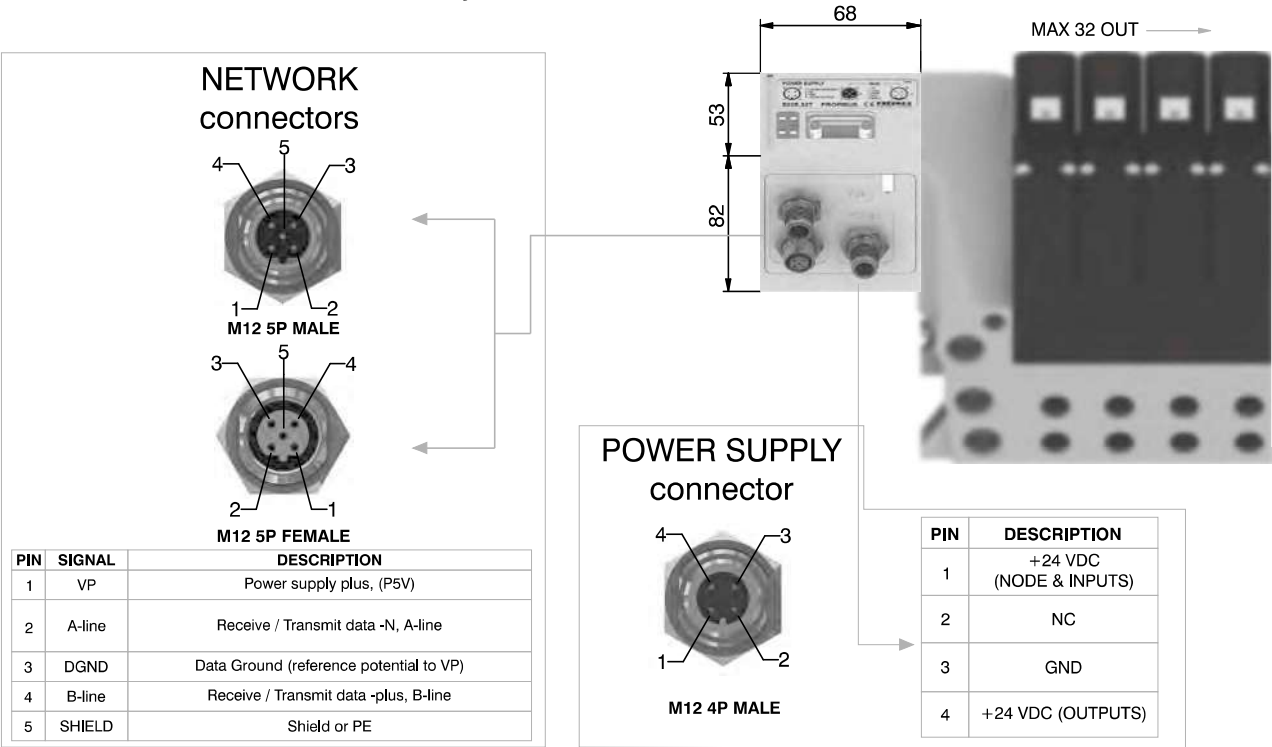 68
MAX 32 OUT
53
82
POWER SUPPLY
PROFIBUS CE
NETWORK
connectors
5
4 3
1 2
M12 5P MALE
5
3 4
2 1
M12 5P FEMALE
PIN SIGNAL DESCRIPTION
1 VP Power supply plus, (P5V)
2 A-line Receive / Transmit data -N, A-line
3 DGND Data Ground (reference potential to VP)
4 B-line Receive / Transmit data -plus, B-line
5 SHIELD Shield or PE
POWER SUPPLY
connector
4 3
1 2
M12 4P MALE
PIN DESCRIPTION
1 +24 VDC
(NODE & INPUTS)
2 NC
3 GND
4 +24 VDC (OUTPUTS)